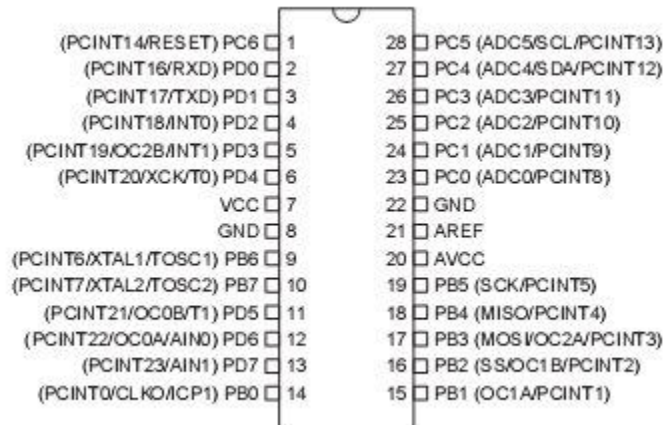 (PCINT14/RESET) PC6 1 28 PC5 (ADC5/SCL/PCINT13)
(PCINT16/RXD) PD0 2 27 PC4 (ADC4/SDA/PCINT12)
(PCINT17/TXD) PD1 3 26 PC3 (ADC3/PCINT11)
(PCINT18/INT0) PD2 4 25 PC2 (ADC2/PCINT10)
(PCINT19/OC2B/INT1) PD3 5 24 PC1 (ADC1/PCINT9)
(PCINT20/XCK/T0) PD4 6 23 PC0 (ADC0/PCINT8)
VCC 7 22 GND
GND 8 21 AREF
(PCINT6/XTAL1/TOSC1) PB6 9 20 AVCC
(PCINT7/XTAL2/TOSC2) PB7 10 19 PB5 (SCK/PCINT5)
(PCINT21/OC0B/T1) PD5 11 18 PB4 (MISO/PCINT4)
(PCINT22/OC0A/AIN0) PD6 12 17 PB3 (MOSI/OC2A/PCINT3)
(PCINT23/AIN1) PD7 13 16 PB2 (SS/OC1B/PCINT2)
(PCINT0/CLKO/ICP1) PB0 14 15 PB1 (OC1A/PCINT1)